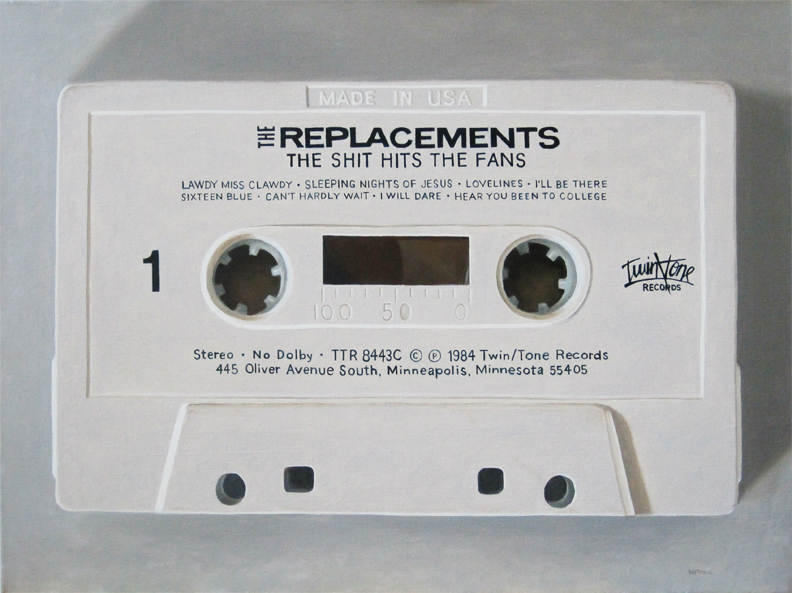 MADE IN USA
THE REPLACEMENTS
THE SHIT HITS THE FANS
LAWDY MISS CLAWDY • SLEEPING NIGHTS OF JESUS • LOVELINES • I'LL BE THERE
SIXTEEN BLUE • CAN'T HARDLY WAIT • I WILL DARE • HEAR YOU BEEN TO COLLEGE
1
Twin/Tone
RECORDS
100 50 0
Stereo • No Dolby • TTR 8443C © ℗ 1984 Twin/Tone Records
445 Oliver Avenue South, Minneapolis, Minnesota 55405